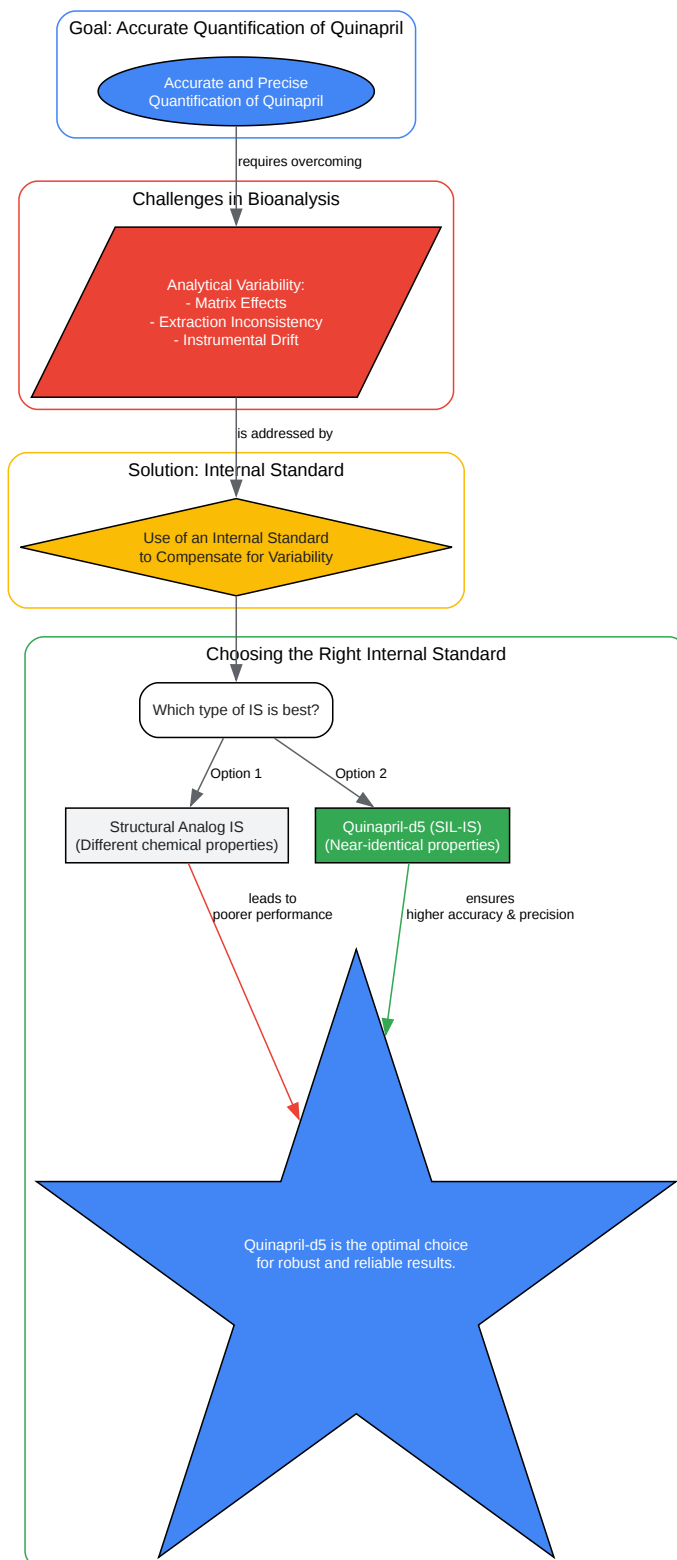 Goal: Accurate Quantification of Quinapril
Accurate and Precise
Quantification of Quinapril
requires overcoming
Challenges in Bioanalysis
Analytical Variability:
- Matrix Effects
- Extraction Inconsistency
- Instrumental Drift
is addressed by
Solution: Internal Standard
Use of an Internal Standard
to Compensate for Variability
Choosing the Right Internal Standard
Which type of IS is best?
Option 1
Option 2
Structural Analog IS
(Different chemical properties)
Quinapril-d5 (SIL-IS)
(Near-identical properties)
leads to
poorer performance
ensures
higher accuracy & precision
Quinapril-d5 is the optimal choice
for robust and reliable results.